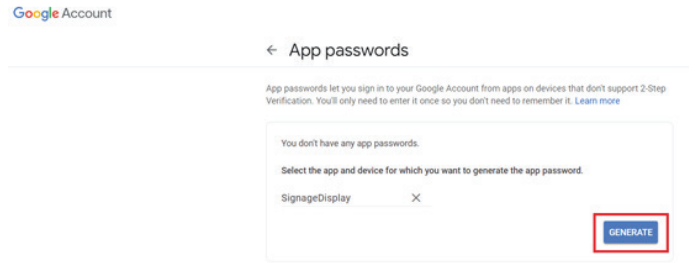 Google Account
App passwords
App passwords let you sign in to your Google Account from apps on devices that don't support 2-Step
Verification. You'll only need to enter it once so you don't need to remember it. Learn more
You don't have any app passwords.
Select the app and device for which you want to generate the app password.
SignageDisplay
GENERATE